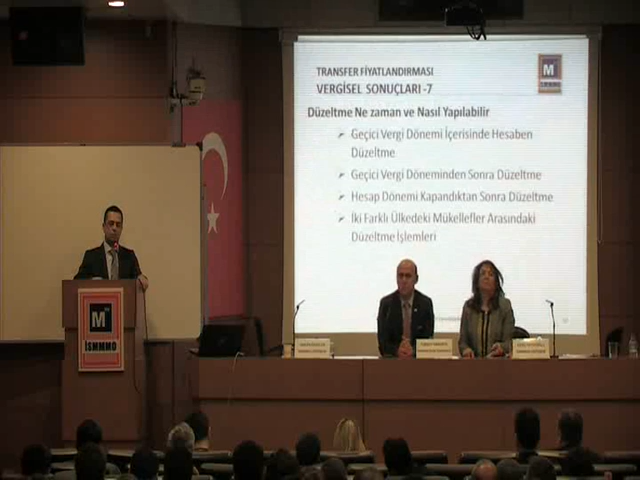 TRANSFER FİYATLANDIRMASI
VERGİSEL SONUÇLARI -7
Düzeltme Ne zaman ve Nasıl Yapılabilir
Geçici Vergi Dönemi İçerisinde Hesaben
Düzeltme
Geçici Vergi Döneminden Sonra Düzeltme
Hesap Dönemi Kapandıktan Sonra Düzeltme
İki Farklı Ülkedeki Mükellefler Arasındaki
Düzeltme İşlemleri
M
İSMMMO